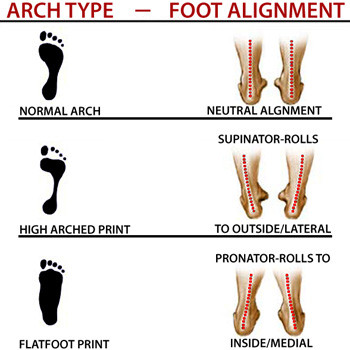 ARCH TYPE — FOOT ALIGNMENT
NORMAL ARCH
NEUTRAL ALGNMENT
SUPINATOR-ROLLS
HIGH ARCHED PRINT
TO OUTSIDE/LATERAL
PRONATOR-ROLLS TO
FLATFOOT PRINT
INSIDE/MEDIAL